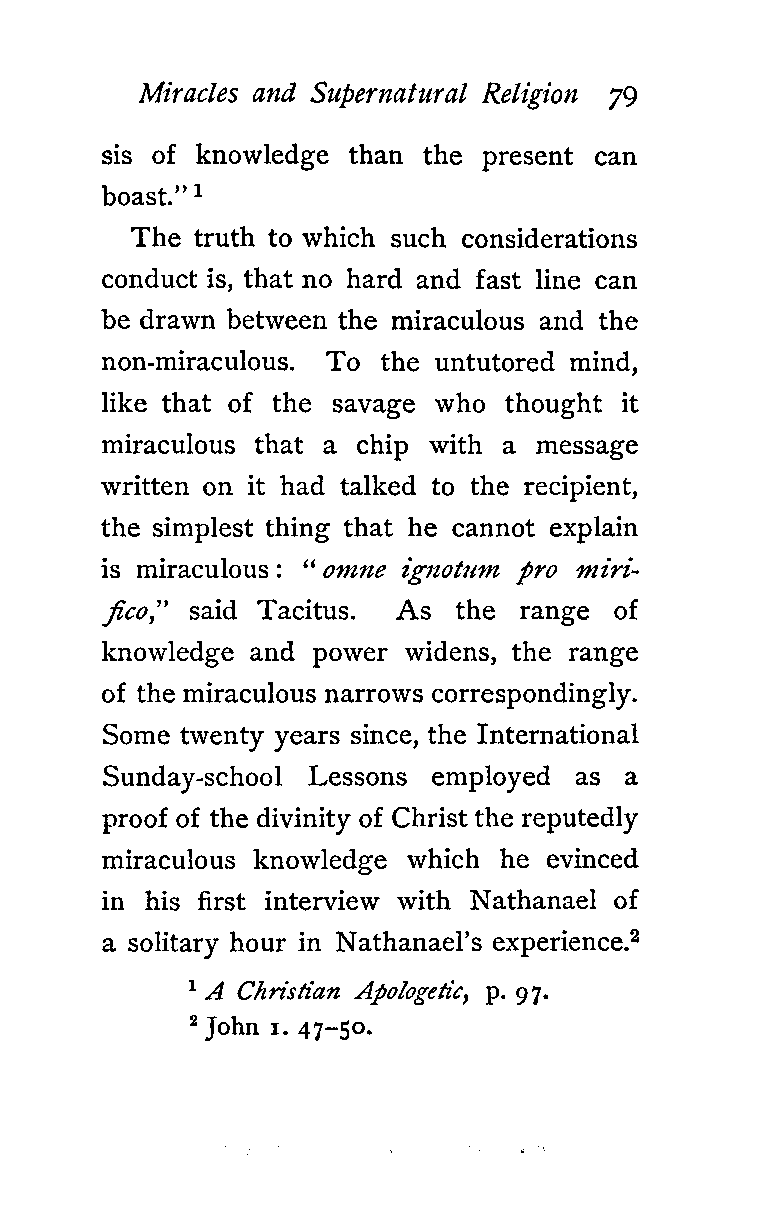 Miracles and Supernatural Religion 79
sis of knowledge than the present can
boast." ¹
The truth to which such considerations
conduct is, that no hard and fast line can
be drawn between the miraculous and the
non-miraculous. To the untutored mind,
like that of the savage who thought it
miraculous that a chip with a message
written on it had talked to the recipient,
the simplest thing that he cannot explain
is miraculous: "omne ignotum pro miri-
fico," said Tacitus. As the range of
knowledge and power widens, the range
of the miraculous narrows correspondingly.
Some twenty years since, the International
Sunday-school Lessons employed as a
proof of the divinity of Christ the reputedly
miraculous knowledge which he evinced
in his first interview with Nathanael of
a solitary hour in Nathanael's experience.²
¹ A Christian Apologetic, p. 97.
² John 1. 47–50.